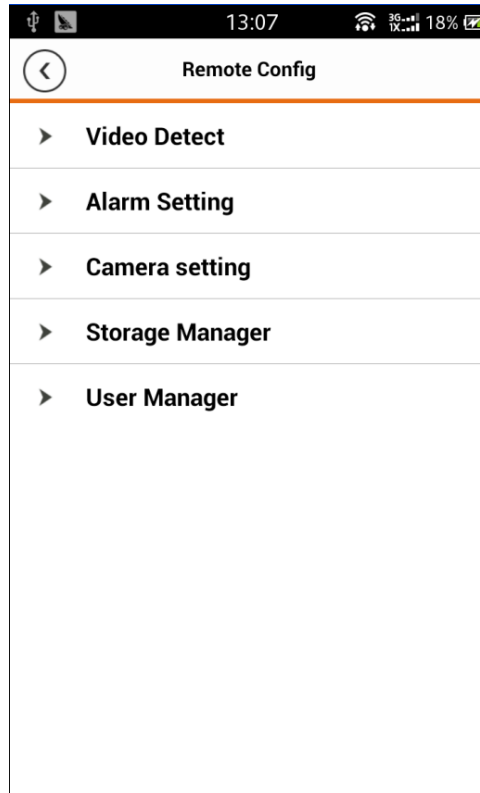 13:07 3G 1X 18%
Remote Config
Video Detect
Alarm Setting
Camera setting
Storage Manager
User Manager